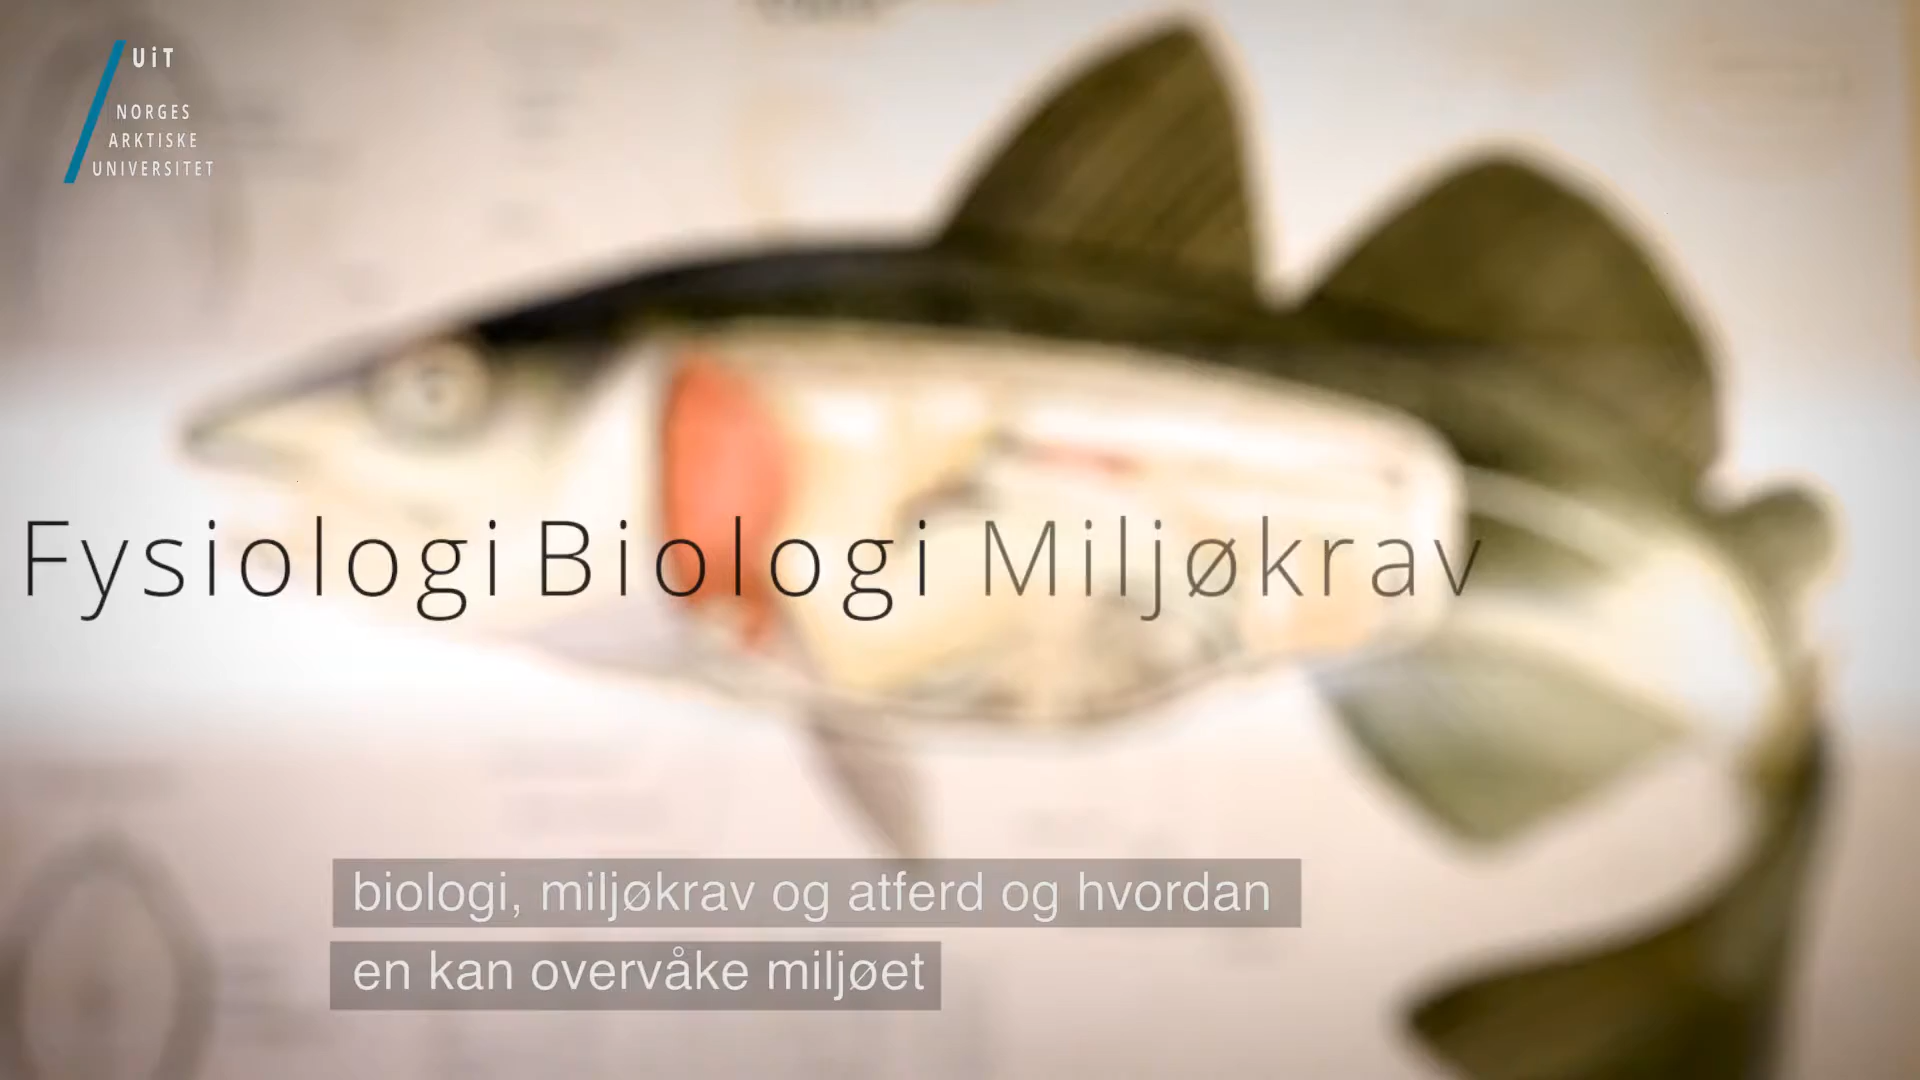 UiT
NORGES
ARKTISKE
UNIVERSITET
Fysiologi Biologi Miljøkrav
biologi, miljøkrav og atferd og hvordan
en kan overvåke miljøet